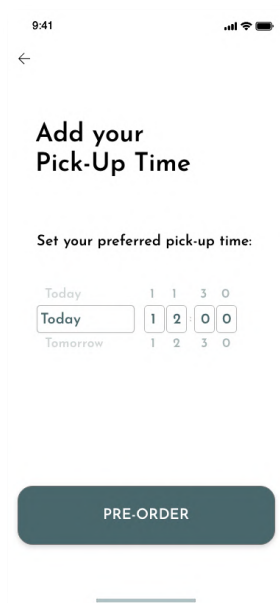 9:41
Add your
Pick-Up Time
Set your preferred pick-up time:
Today 1 1 3 0
Today 1 2 : 0 0
Tomorrow 1 2 3 0
PRE-ORDER